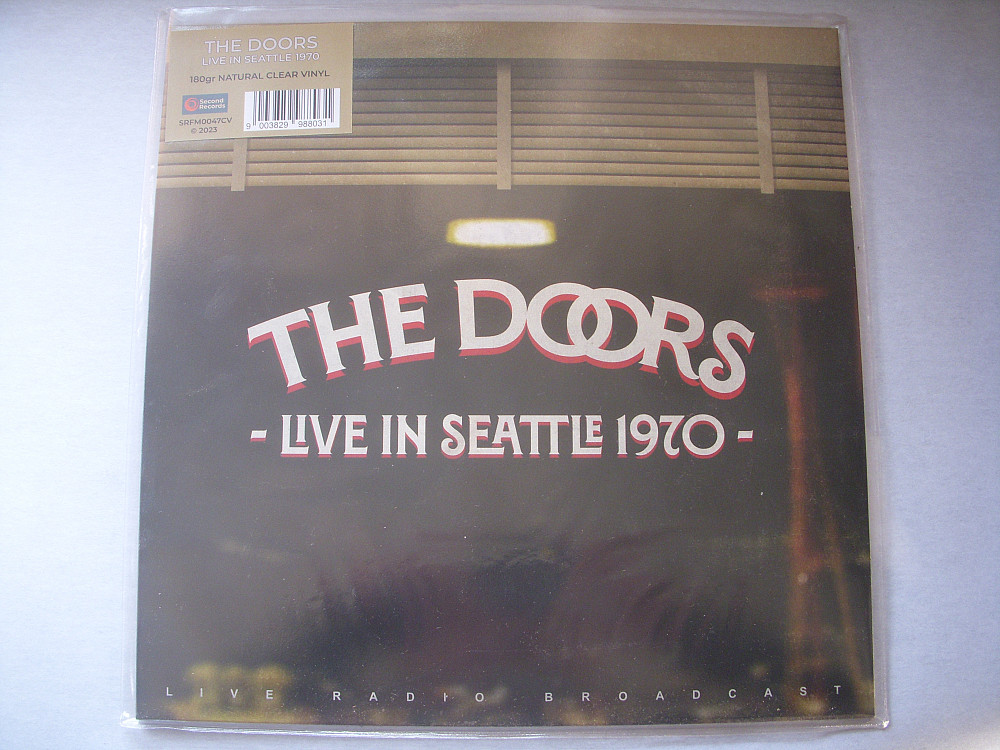 THE DOORS
LIVE IN SEATTLE 1970
180gr NATURAL CLEAR VINYL
Second
Records
SRFM0047CV
© 2023
9 003829 988031
THE DOORS
- LIVE IN SEATTLE 1970 -
LIVE RADIO BROADCAST